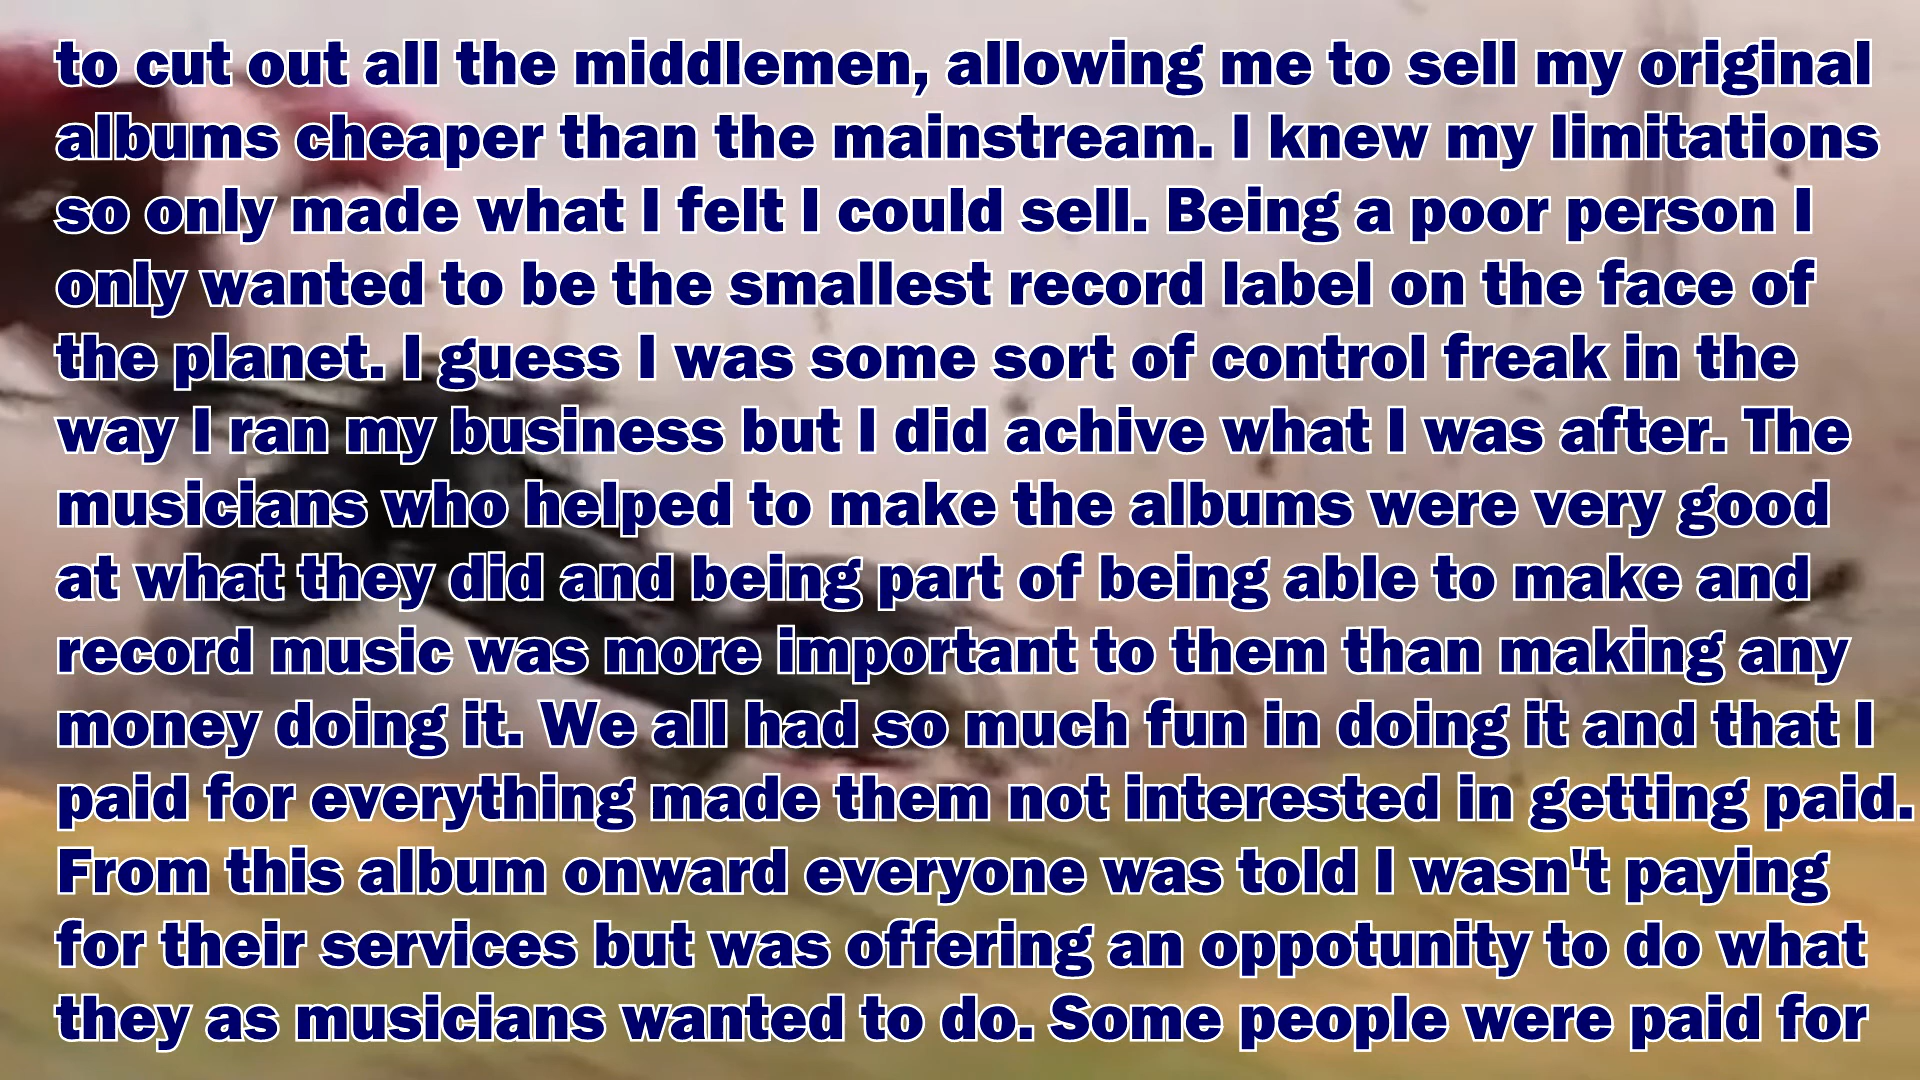 to cut out all the middlemen, allowing me to sell my original
albums cheaper than the mainstream. I knew my limitations
so only made what I felt I could sell. Being a poor person I
only wanted to be the smallest record label on the face of
the planet. I guess I was some sort of control freak in the
way I ran my business but I did achive what I was after. The
musicians who helped to make the albums were very good
at what they did and being part of being able to make and
record music was more important to them than making any
money doing it. We all had so much fun in doing it and that I
paid for everything made them not interested in getting paid.
From this album onward everyone was told I wasn't paying
for their services but was offering an oppotunity to do what
they as musicians wanted to do. Some people were paid for